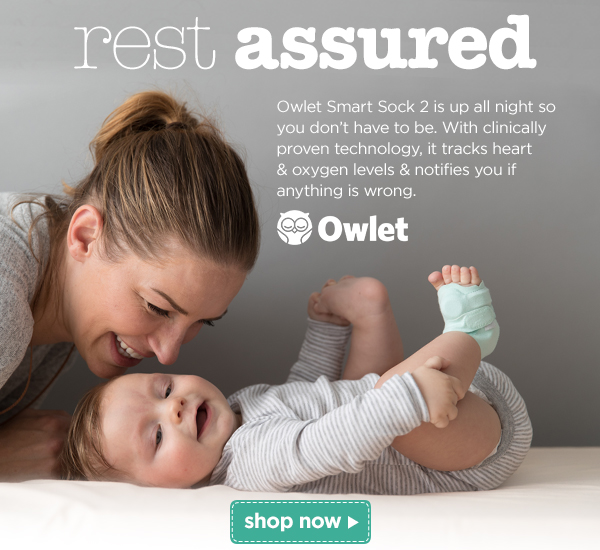 rest assured
Owlet Smart Sock 2 is up all night so
you don't have to be. With clinically
proven technology, it tracks heart
& oxygen levels & notifies you if
anything is wrong.
Owlet
shop now